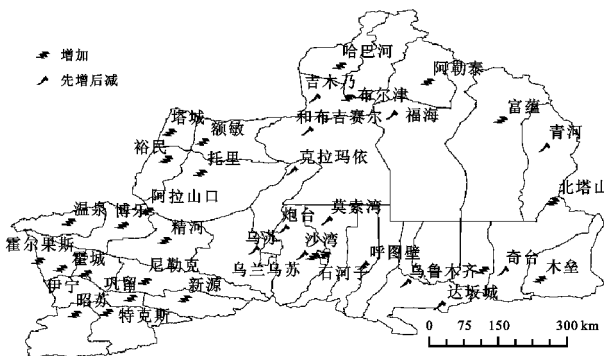 增加
先增后减
哈巴河
阿勒泰
吉木乃
布尔津
富蕴
塔城
额敏
和布吉赛尔
福海
青河
裕民
托里
克拉玛依
北塔山
阿拉山口
温泉
博乐
炮台
莫索湾
精河
乌苏
沙湾
霍尔果斯
霍城
尼勒克
乌兰乌苏
石河子
呼图壁
乌鲁木齐
奇台
木垒
伊宁
巩留
新源
达坂城
昭苏
特克斯
0 75 150 300 km